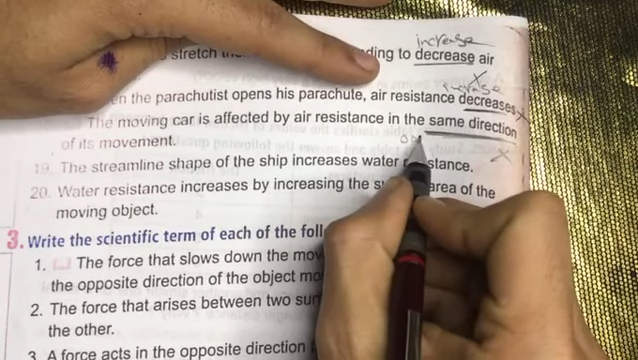 increase
stretch ding to decrease air
increase
en the parachutist opens his parachute, air resistance decreases. x
The moving car is affected by air resistance in the same direction
of its movement. op x
19. The streamline shape of the ship increases water stance.
20. Water resistance increases by increasing the area of the
moving object.
3. Write the scientific term of each of the foll
1. The force that slows down the mov
the opposite direction of the object mo
2. The force that arises between two sur
the other.
3. A force acts in the opposite direction